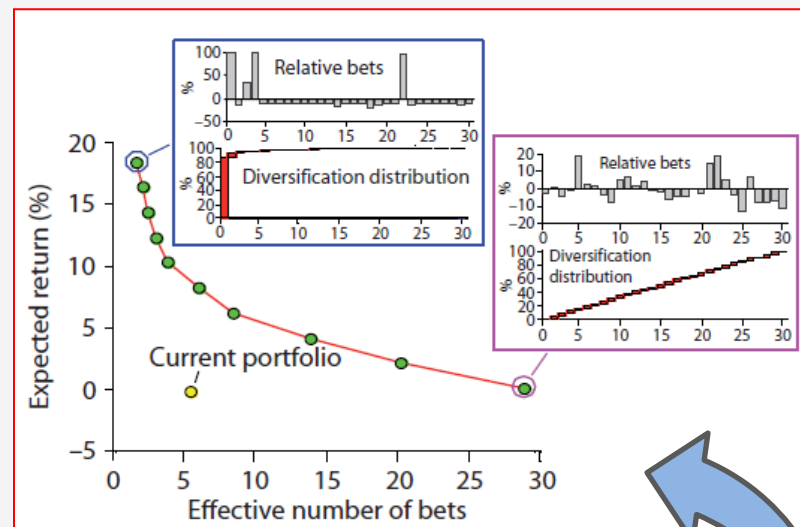 100
50
0
−50
%
Relative bets
0 5 10 15 20 25 30
100
80
60
40
20
0
%
Diversification distribution
0 5 10 15 20 25 30
20
10
0
−10
−20
%
Relative bets
0 5 10 15 20 25 30
100
80
60
40
20
0
%
Diversification
distribution
0 5 10 15 20 25 30
Expected return (%)
20
15
10
5
0
−5
Current portfolio
0 5 10 15 20 25 30
Effective number of bets